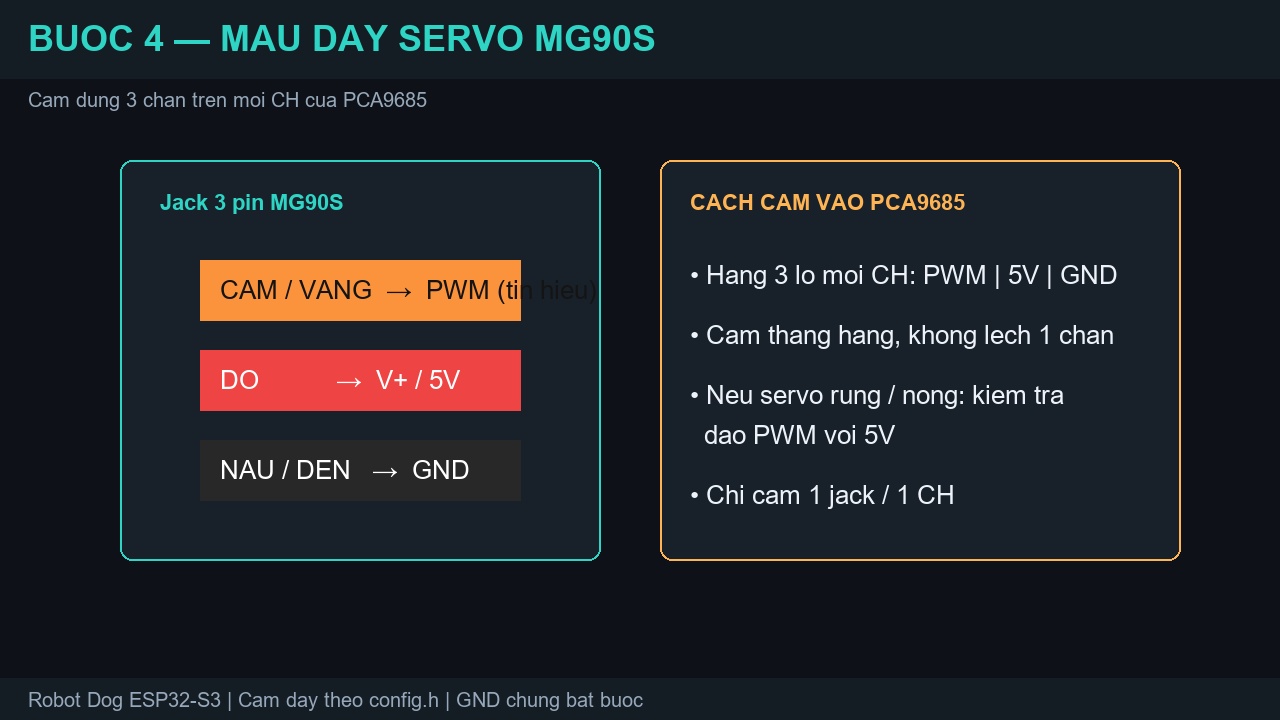 BUOC 4 — MAU DAY SERVO MG90S
Cam dung 3 chan tren moi CH cua PCA9685
Jack 3 pin MG90S
CAM / VANG → PWM (tin hieu)
DO → V+ / 5V
NAU / DEN → GND
CACH CAM VAO PCA9685
• Hang 3 lo moi CH: PWM | 5V | GND
• Cam thang hang, khong lech 1 chan
• Neu servo rung / nong: kiem tra
dao PWM voi 5V
• Chi cam 1 jack / 1 CH
Robot Dog ESP32-S3 | Cam day theo config.h | GND chung bat buoc